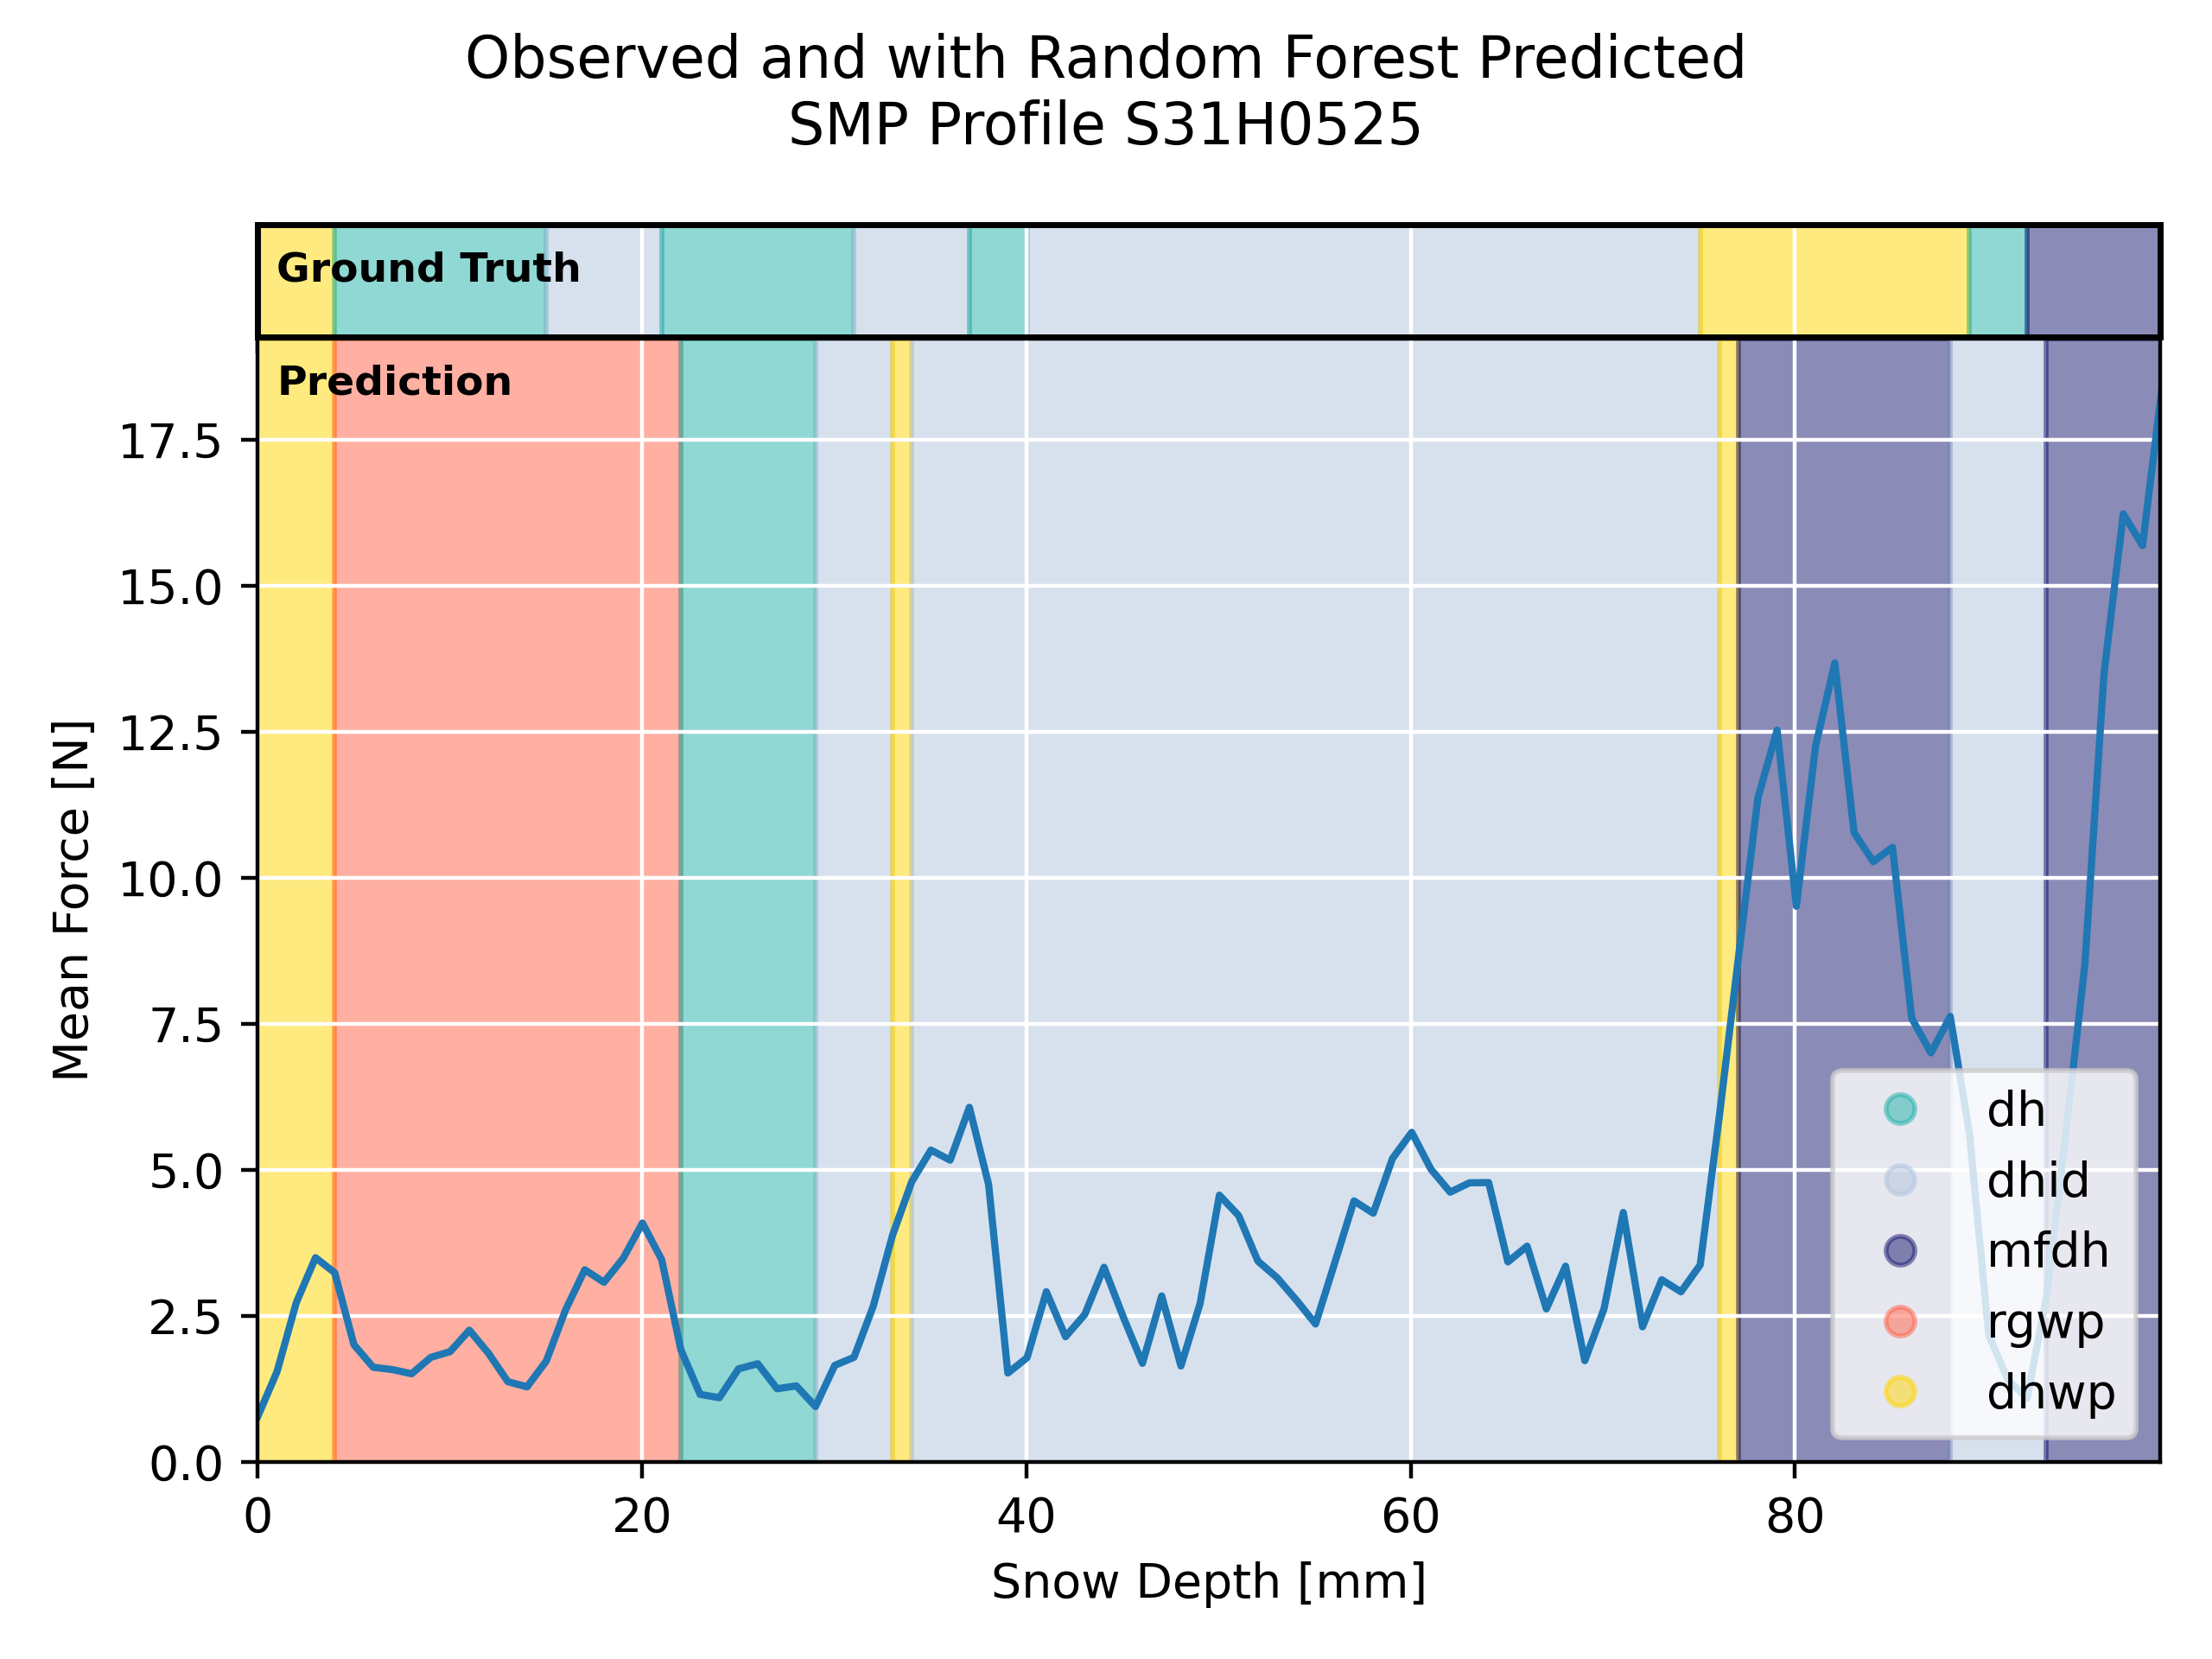 Observed and with Random Forest Predicted
SMP Profile S31H0525
Ground Truth
Prediction
17.5
15.0
12.5
10.0
7.5
5.0
2.5
0.0
Mean Force [N]
dh
dhid
mfdh
rgwp
dhwp
0 20 40 60 80
Snow Depth [mm]